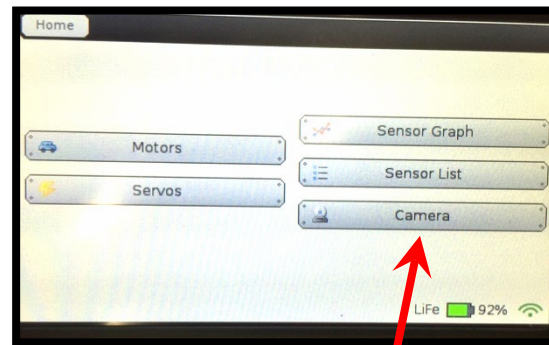 Home
Motors
Servos
Sensor Graph
Sensor List
Camera
LiFe 92%